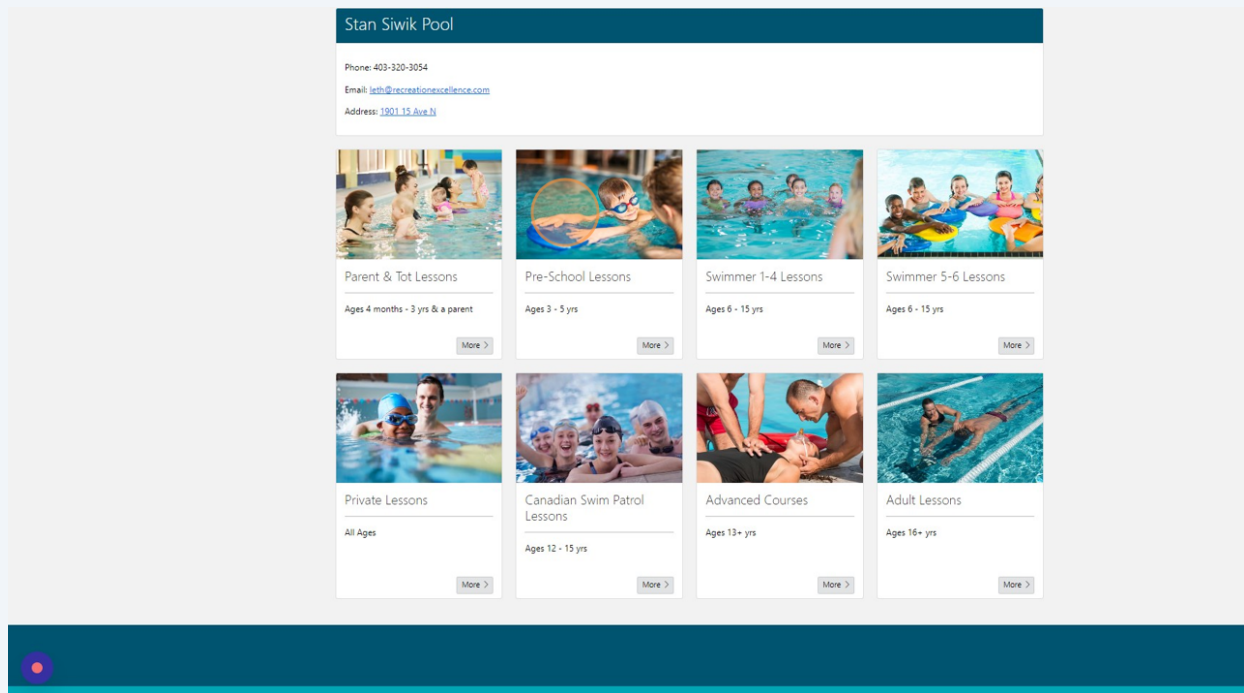 Stan Siwik Pool
Phone: 403-320-3054
Email: leth@recreationexcellence.com
Address: 1901 15 Ave N
Parent & Tot Lessons
Ages 4 months - 3 yrs & a parent
More >
Pre-School Lessons
Ages 3 - 5 yrs
More >
Swimmer 1-4 Lessons
Ages 6 - 15 yrs
More >
Swimmer 5-6 Lessons
Ages 6 - 15 yrs
More >
Private Lessons
All Ages
More >
Canadian Swim Patrol
Lessons
Ages 12 - 15 yrs
More >
Advanced Courses
Ages 13+ yrs
More >
Adult Lessons
Ages 16+ yrs
More >